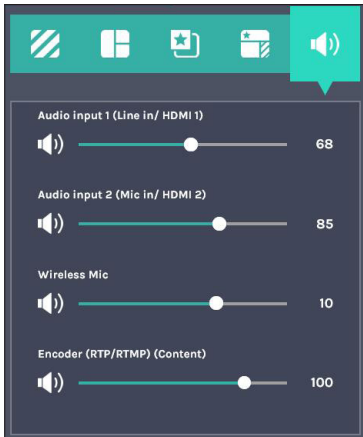 Audio input 1 (Line in/ HDMI 1)
68
Audio input 2 (Mic in/ HDMI 2)
85
Wireless Mic
10
Encoder (RTP/RTMP) (Content)
100